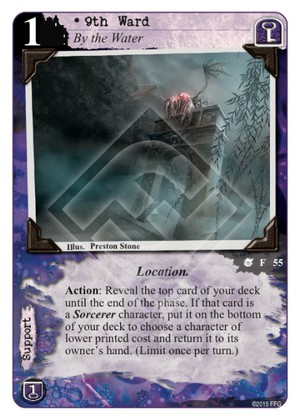 1
• 9th Ward
By the Water
Illus. Preston Stone
F 55
Location.
Action: Reveal the top card of your deck
until the end of the phase. If that card is
a Sorcerer character, put it on the bottom
of your deck to choose a character of
lower printed cost and return it to its
owner's hand. (Limit once per turn.)
Support
1
©2015 FFG